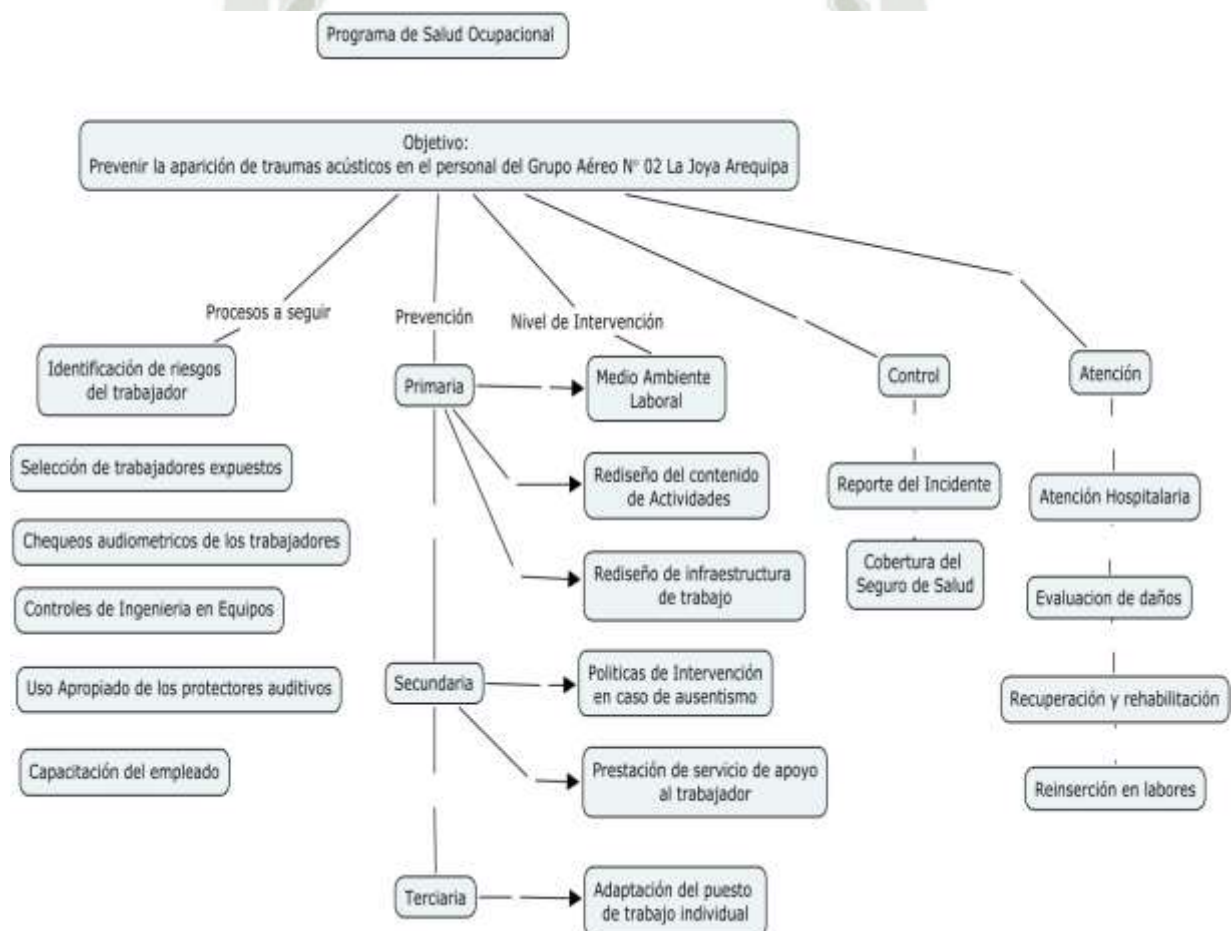 Programa de Salud Ocupacional
Objetivo:
Prevenir la aparición de traumas acústicos en el personal del Grupo Aéreo N° 02 La Joya Arequipa
Procesos a seguir
Identificación de riesgos
del trabajador
Selección de trabajadores expuestos
Chequeos audiometricos de los trabajadores
Controles de Ingenieria en Equipos
Uso Apropiado de los protectores auditivos
Capacitación del empleado
Prevención
Primaria
Secundaria
Terciaria
Nivel de Intervención
Medio Ambiente
Laboral
Rediseño del contenido
de Actividades
Rediseño de infraestructura
de trabajo
Politicas de Intervención
en caso de ausentismo
Prestación de servicio de apoyo
al trabajador
Adaptación del puesto
de trabajo individual
Control
Reporte del Incidente
Cobertura del
Seguro de Salud
Atención
Atención Hospitalaria
Evaluacion de daños
Recuperación y rehabilitación
Reinserción en labores